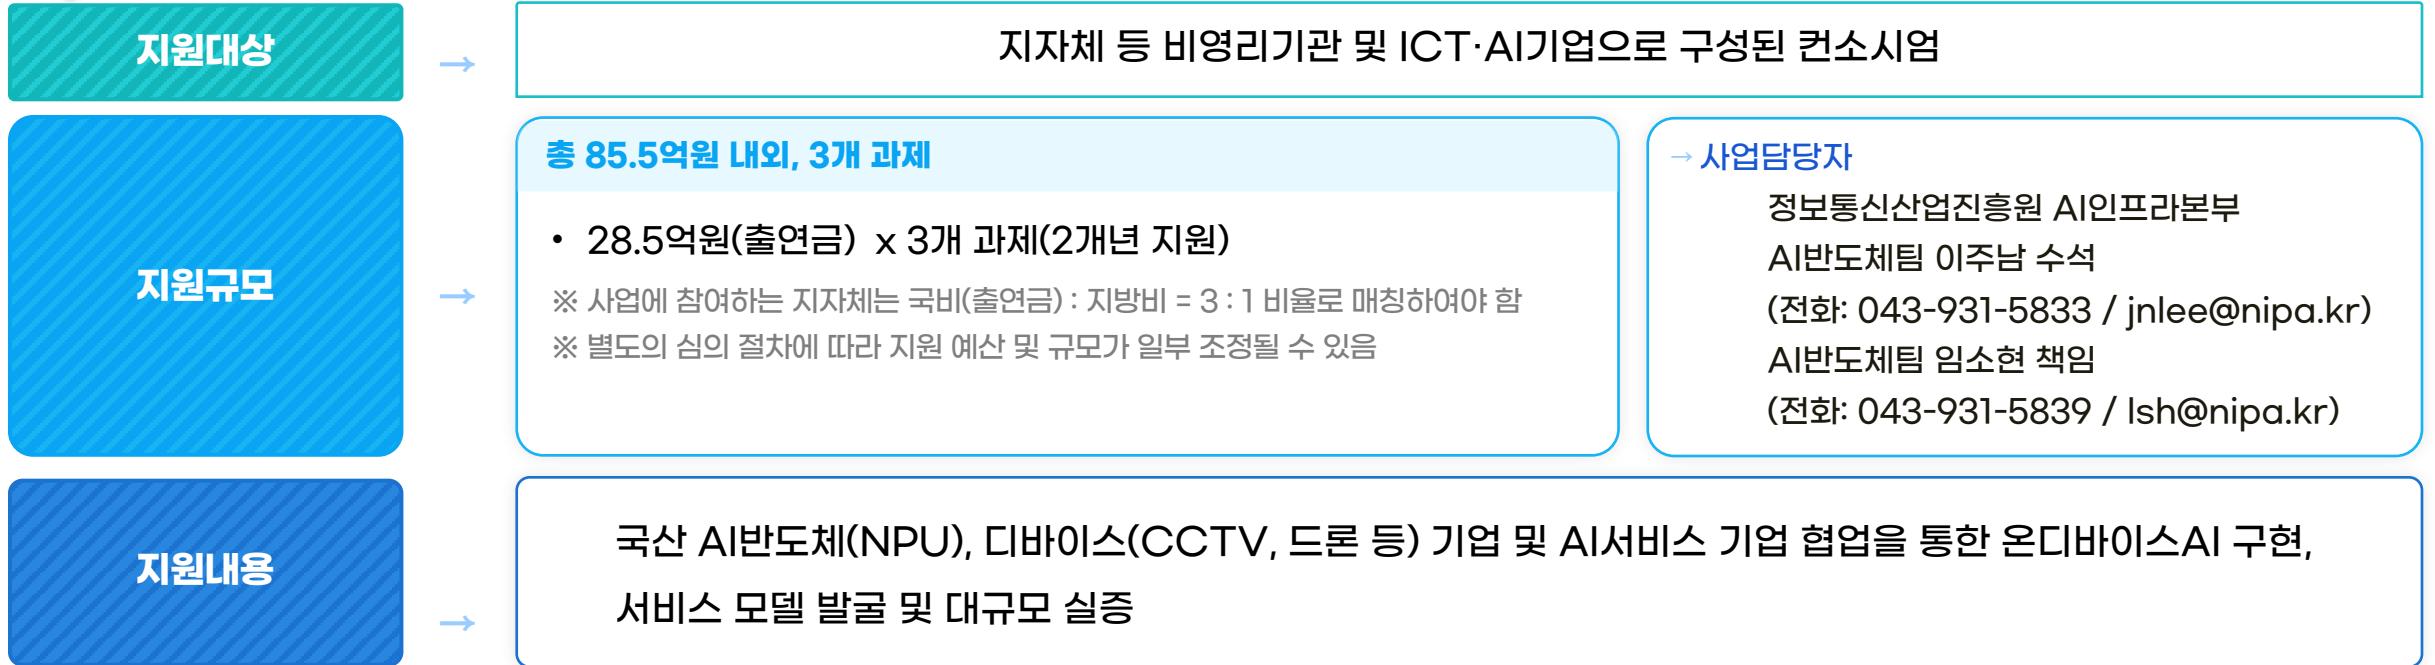 지원대상
→
지자체 등 비영리기관 및 ICT·AI기업으로 구성된 컨소시엄
지원규모
→
총 85.5억원 내외, 3개 과제
• 28.5억원(출연금) x 3개 과제(2개년 지원)
※ 사업에 참여하는 지자체는 국비(출연금) : 지방비 = 3 : 1 비율로 매칭하여야 함
※ 별도의 심의 절차에 따라 지원 예산 및 규모가 일부 조정될 수 있음
→ 사업담당자
정보통신산업진흥원 AI인프라본부
AI반도체팀 이주남 수석
(전화: 043-931-5833 / jnlee@nipa.kr)
AI반도체팀 임소현 책임
(전화: 043-931-5839 / lsh@nipa.kr)
지원내용
→
국산 AI반도체(NPU), 디바이스(CCTV, 드론 등) 기업 및 AI서비스 기업 협업을 통한 온디바이스AI 구현,
서비스 모델 발굴 및 대규모 실증